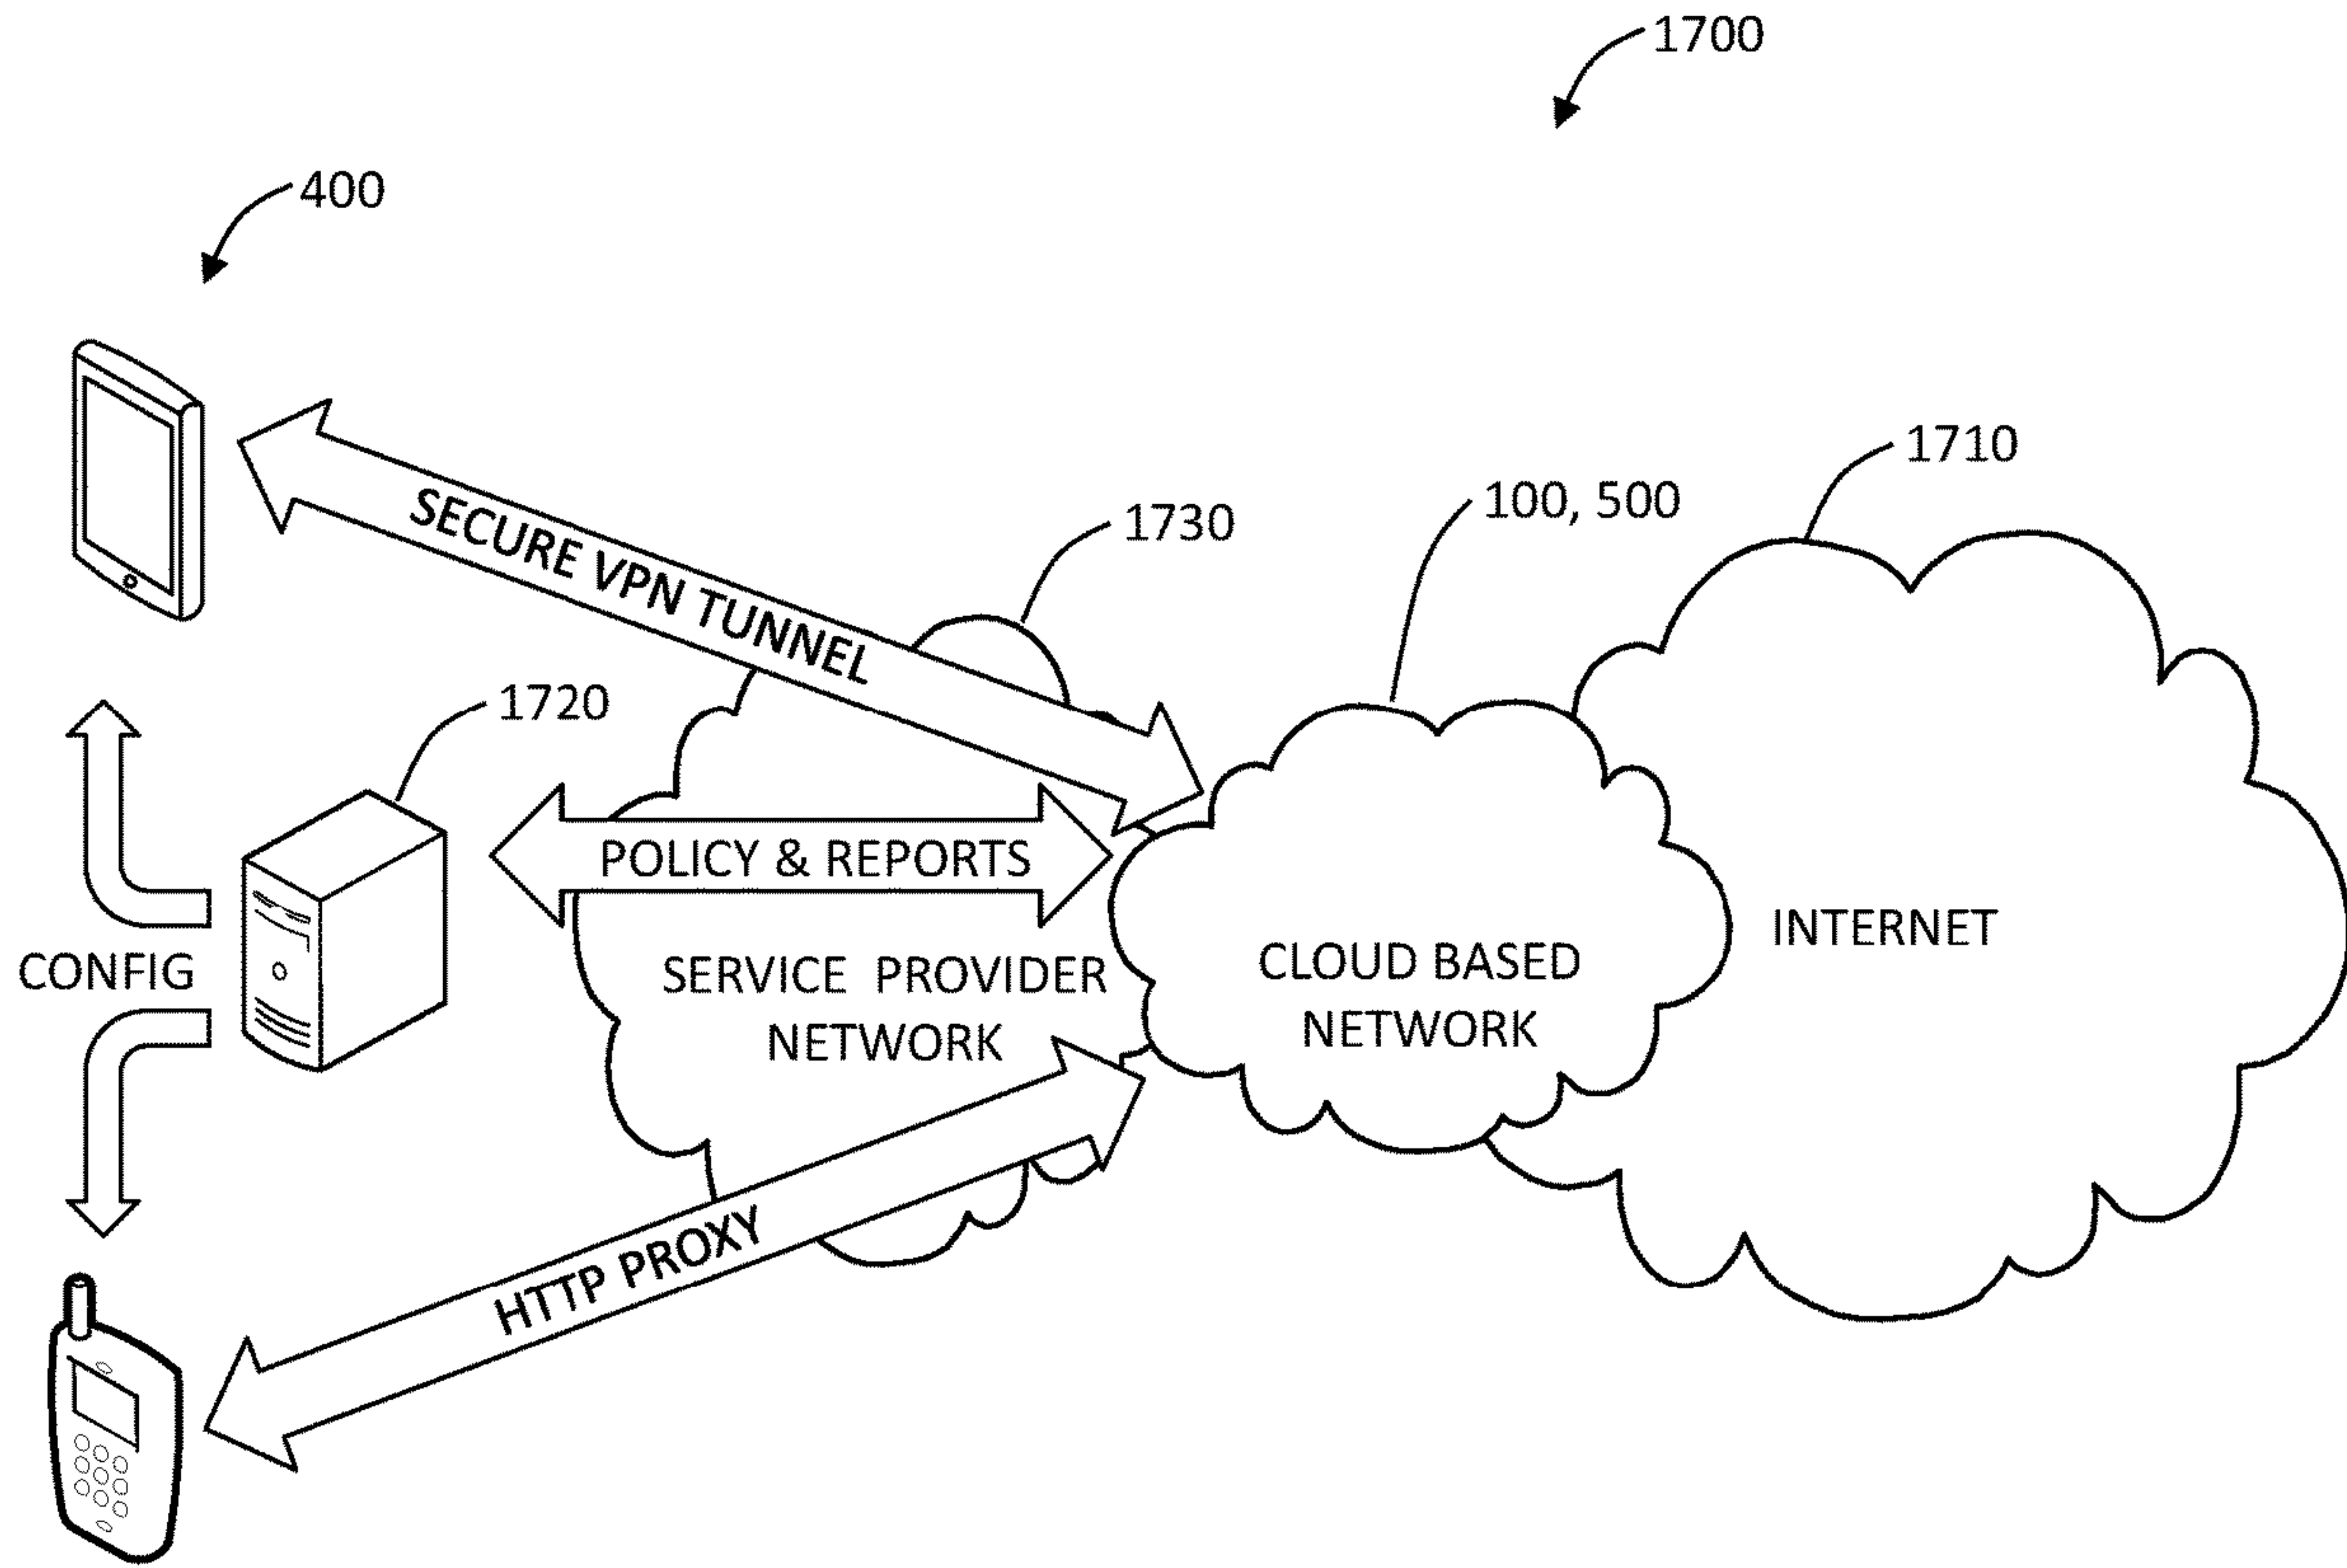 1700
400
1710
100, 500
1730
SECURE VPN TUNNEL
1720
POLICY & REPORTS
INTERNET
CLOUD BASED
NETWORK
SERVICE PROVIDER
NETWORK
CONFIG
HTTP PROXY